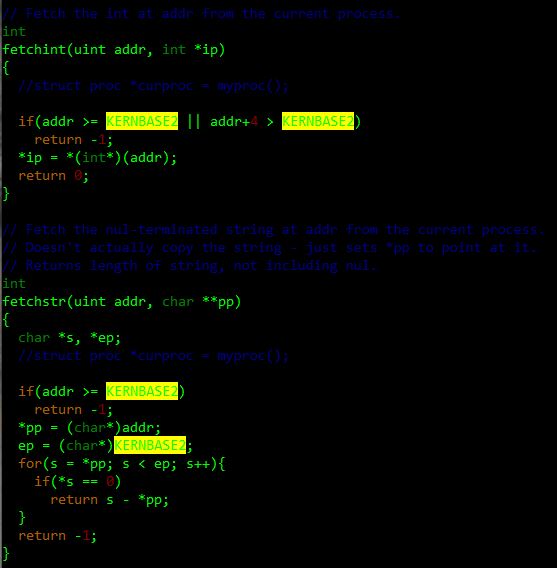 // Fetch the int at addr from the current process.
int
fetchint(uint addr, int *ip)
{
  //struct proc *curproc = myproc();

  if(addr >= KERNBASE2 || addr+4 > KERNBASE2)
    return -1;
  *ip = *(int*)(addr);
  return 0;
}

// Fetch the nul-terminated string at addr from the current process.
// Doesn't actually copy the string - just sets *pp to point at it.
// Returns length of string, not including nul.
int
fetchstr(uint addr, char **pp)
{
  char *s, *ep;
  //struct proc *curproc = myproc();

  if(addr >= KERNBASE2)
    return -1;
  *pp = (char*)addr;
  ep = (char*)KERNBASE2;
  for(s = *pp; s < ep; s++){
    if(*s == 0)
      return s - *pp;
  }
  return -1;
}